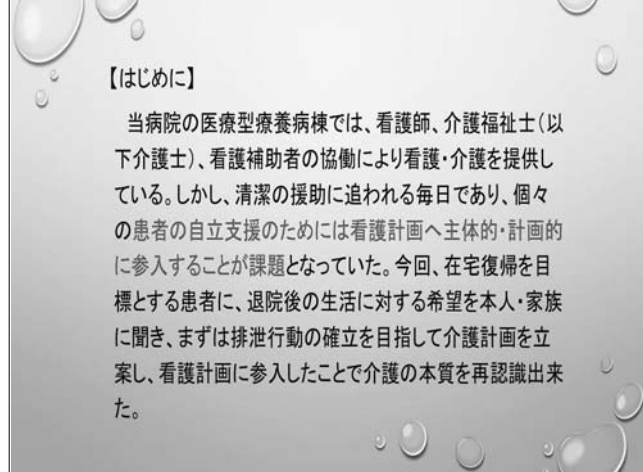 【はじめに】
当病院の医療型療養病棟では、看護師、介護福祉士(以
下介護士)、看護補助者の協働により看護・介護を提供し
ている。しかし、清潔の援助に追われる毎日であり、個々
の患者の自立支援のためには看護計画へ主体的・計画的
に参入することが課題となっていた。今回、在宅復帰を目
標とする患者に、退院後の生活に対する希望を本人・家族
に聞き、まずは排泄行動の確立を目指して介護計画を立
案し、看護計画に参入したことで介護の本質を再認識出来
た。